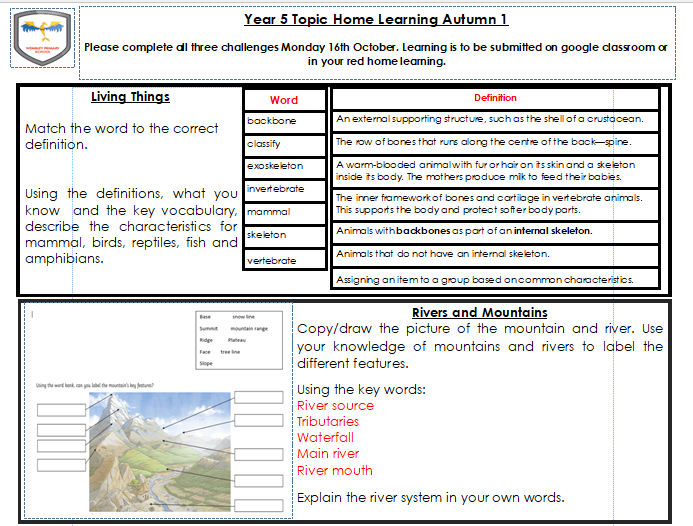 WEMBLEY PRIMARY
SCHOOL
Year 5 Topic Home Learning Autumn 1
Please complete all three challenges Monday 16th October. Learning is to be submitted on google classroom or
in your red home learning.
Living Things
Match the word to the correct
definition.
Using the definitions, what you
know and the key vocabulary,
describe the characteristics for
mammal, birds, reptiles, fish and
amphibians.
Word
backbone
classify
exoskeleton
invertebrate
mammal
skeleton
vertebrate
Definition
An external supporting structure, such as the shell of a crustacean.
The row of bones that runs along the centre of the back—spine.
A warm-blooded animal with fur or hair on its skin and a skeleton
inside its body. The mothers produce milk to feed their babies.
The inner framework of bones and cartilage in vertebrate animals.
This supports the body and protect softer body parts.
Animals with backbones as part of an internal skeleton.
Animals that do not have an internal skeleton.
Assigning an item to a group based on common characteristics.
Base snow line
Summit mountain range
Ridge Plateau
Face tree line
Slope
Using the word bank, can you label the mountain's key features?
Rivers and Mountains
Copy/draw the picture of the mountain and river. Use
your knowledge of mountains and rivers to label the
different features.
Using the key words:
River source
Tributaries
Waterfall
Main river
River mouth
Explain the river system in your own words.